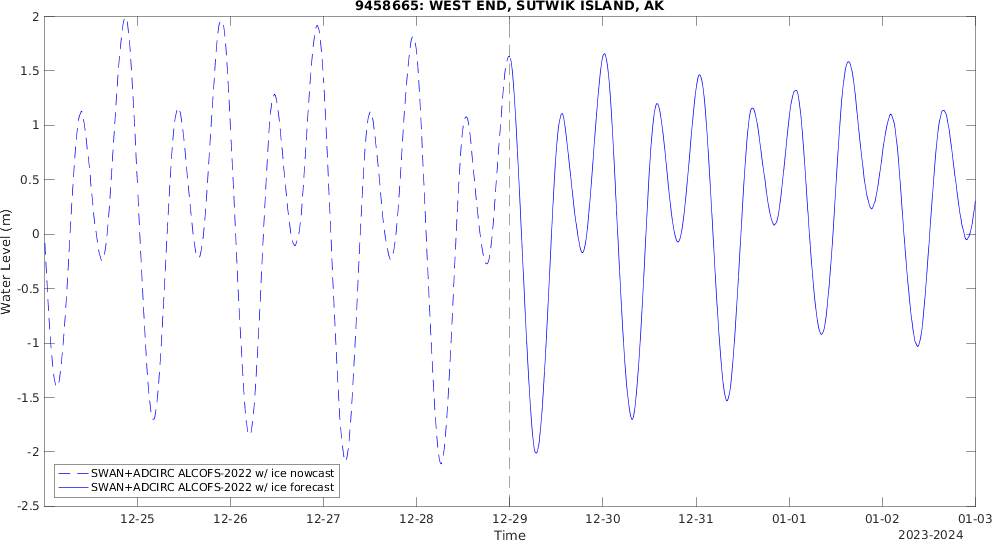 9458665: WEST END, SUTWIK ISLAND, AK
Water Level (m)
2
1.5
1
0.5
0
-0.5
-1
-1.5
-2
-2.5
SWAN+ADCIRC ALCOFS-2022 w/ ice nowcast
SWAN+ADCIRC ALCOFS-2022 w/ ice forecast
12-25 12-26 12-27 12-28 12-29 12-30 12-31 01-01 01-02 01-03
Time
2023-2024